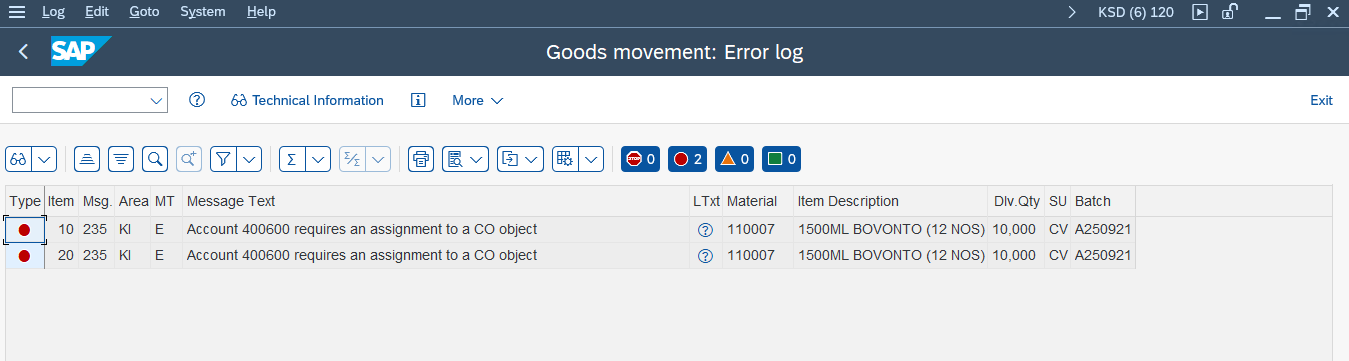 Log Edit Goto System Help KSD (6) 120
SAP Goods movement: Error log
Technical Information More Exit
STOP 0 2 0 0
Type Item Msg. Area MT Message Text LTxt Material Item Description Dlv.Qty SU Batch
10 235 KI E Account 400600 requires an assignment to a CO object 110007 1500ML BOVONTO (12 NOS) 10,000 CV A250921
20 235 KI E Account 400600 requires an assignment to a CO object 110007 1500ML BOVONTO (12 NOS) 10,000 CV A250921